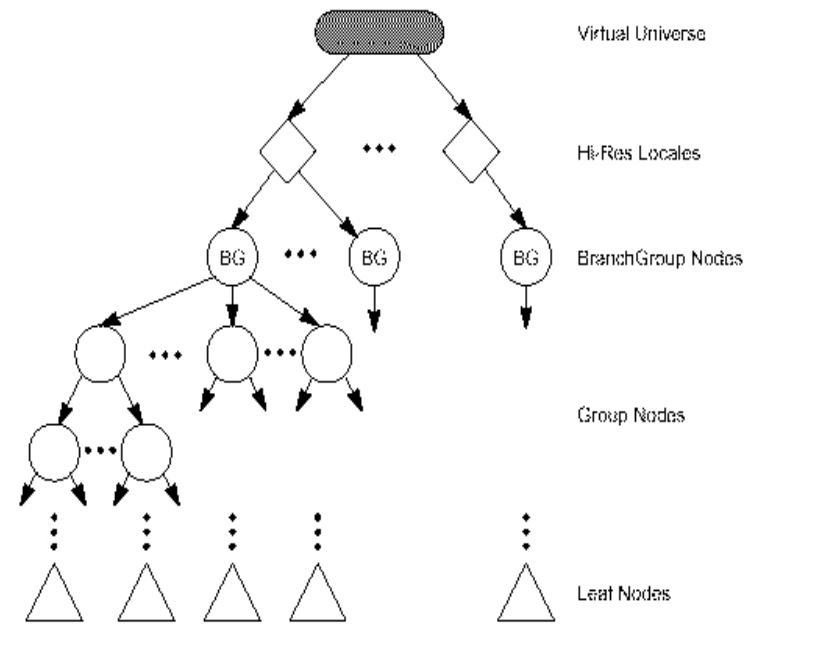 Virtual Universe
Hi-Res Locales
BG
BG
BG
BranchGroup Nodes
Group Nodes
Leaf Nodes